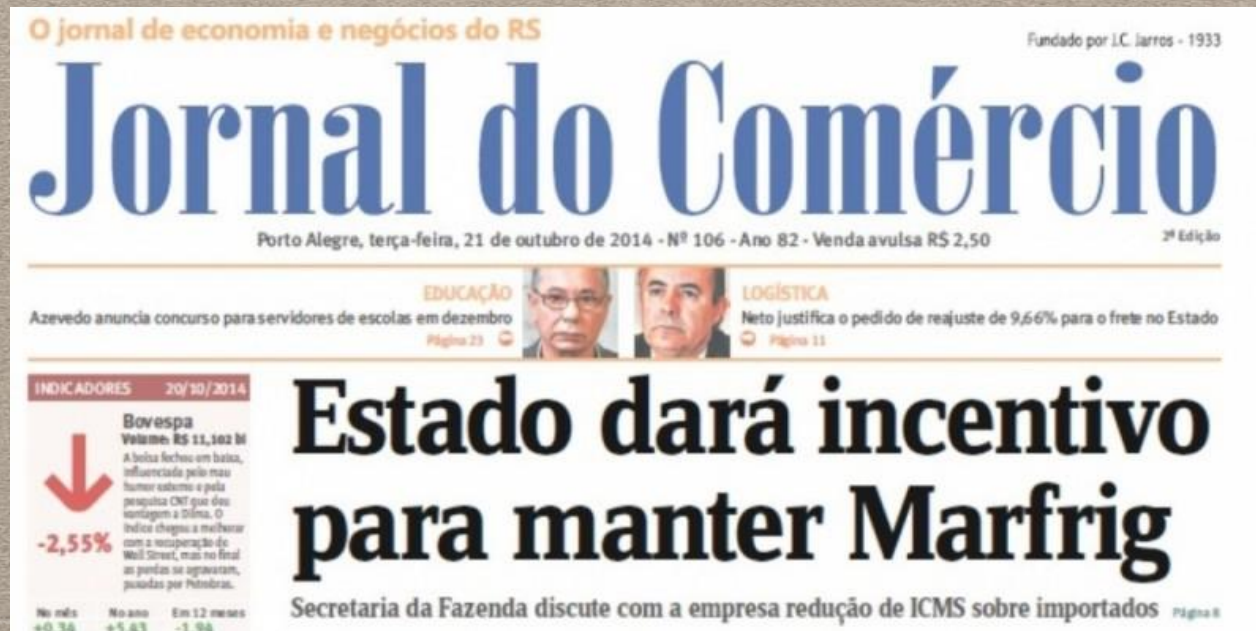 O jornal de economia e negócios do RS
Fundado por J.C. Jarros - 1933
Jornal do Comércio
Porto Alegre, terça-feira, 21 de outubro de 2014 - Nº 106 - Ano 82 - Venda avulsa R$ 2,50
2ª Edição
EDUCAÇÃO
Azevedo anuncia concurso para servidores de escolas em dezembro
Página 23
LOGÍSTICA
Neto justifica o pedido de reajuste de 9,66% para o frete no Estado
Página 11
INDICADORES 20/10/2014
Bovespa
Volume: R$ 11,102 bi
A bolsa fechou em baixa,
influenciada pelo mau
humor externo e pela
pesquisa CNT que deu
vantagem a Dilma. O
índice chegou a melhorar
com a recuperação de
Wall Street, mas no final
as perdas se agravaram,
puxadas por Petrobras.
-2,55%
No mês No ano Em 12 meses
+0,34 +5,43 -1,94
Estado dará incentivo
para manter Marfrig
Secretaria da Fazenda discute com a empresa redução de ICMS sobre importados Página 8